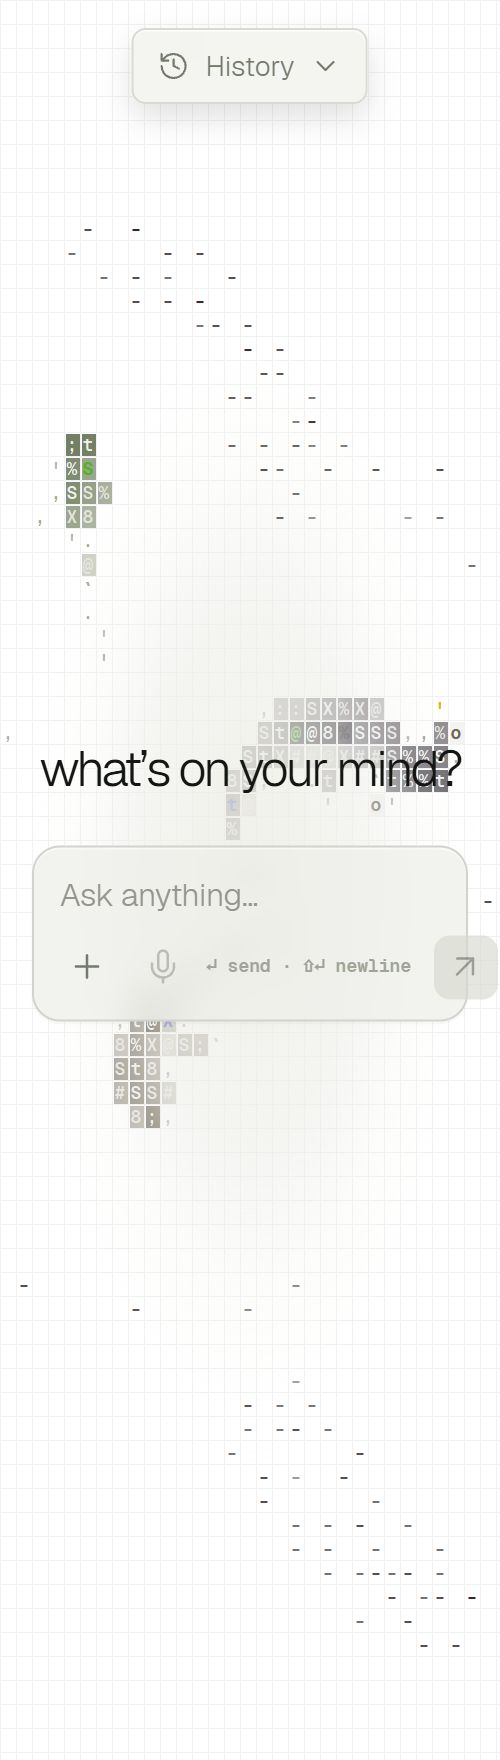 History
what's on your mind?
Ask anything...
↵ send · ⇧↵ newline